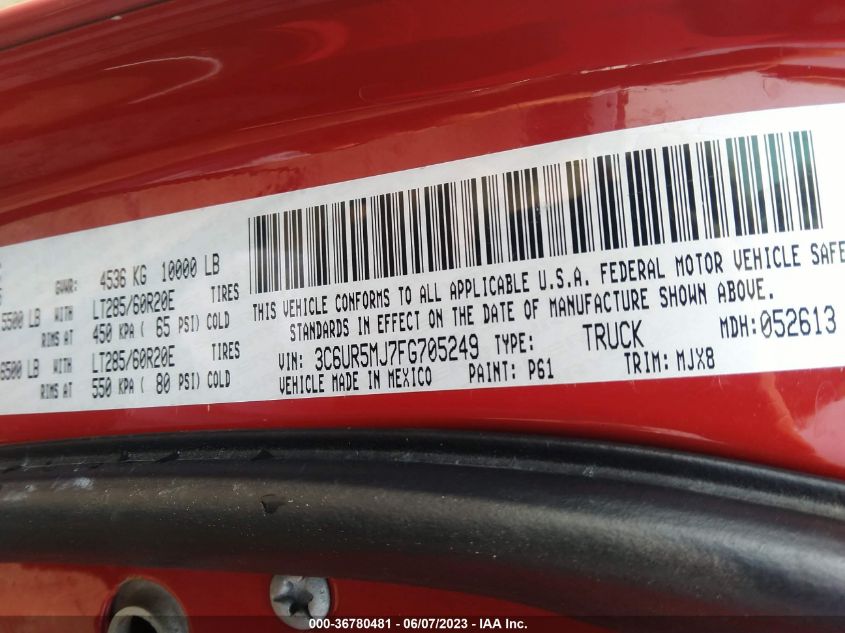 GVWR: 4536 KG 10000 LB
5500 LB WITH LT285/60R20E TIRES
RIMS AT 450 KPA ( 65 PSI) COLD
WITH LT285/60R20E TIRES
8500 LB RIMS AT 550 KPA ( 80 PSI) COLD
THIS VEHICLE CONFORMS TO ALL APPLICABLE U.S.A. FEDERAL MOTOR VEHICLE SAFE
STANDARDS IN EFFECT ON THE DATE OF MANUFACTURE SHOWN ABOVE.
VIN: 3C6UR5MJ7FG705249 TYPE: TRUCK MDH:052613
VEHICLE MADE IN MEXICO PAINT: P61 TRIM: MJX8
000-36780481 - 06/07/2023 - IAA Inc.